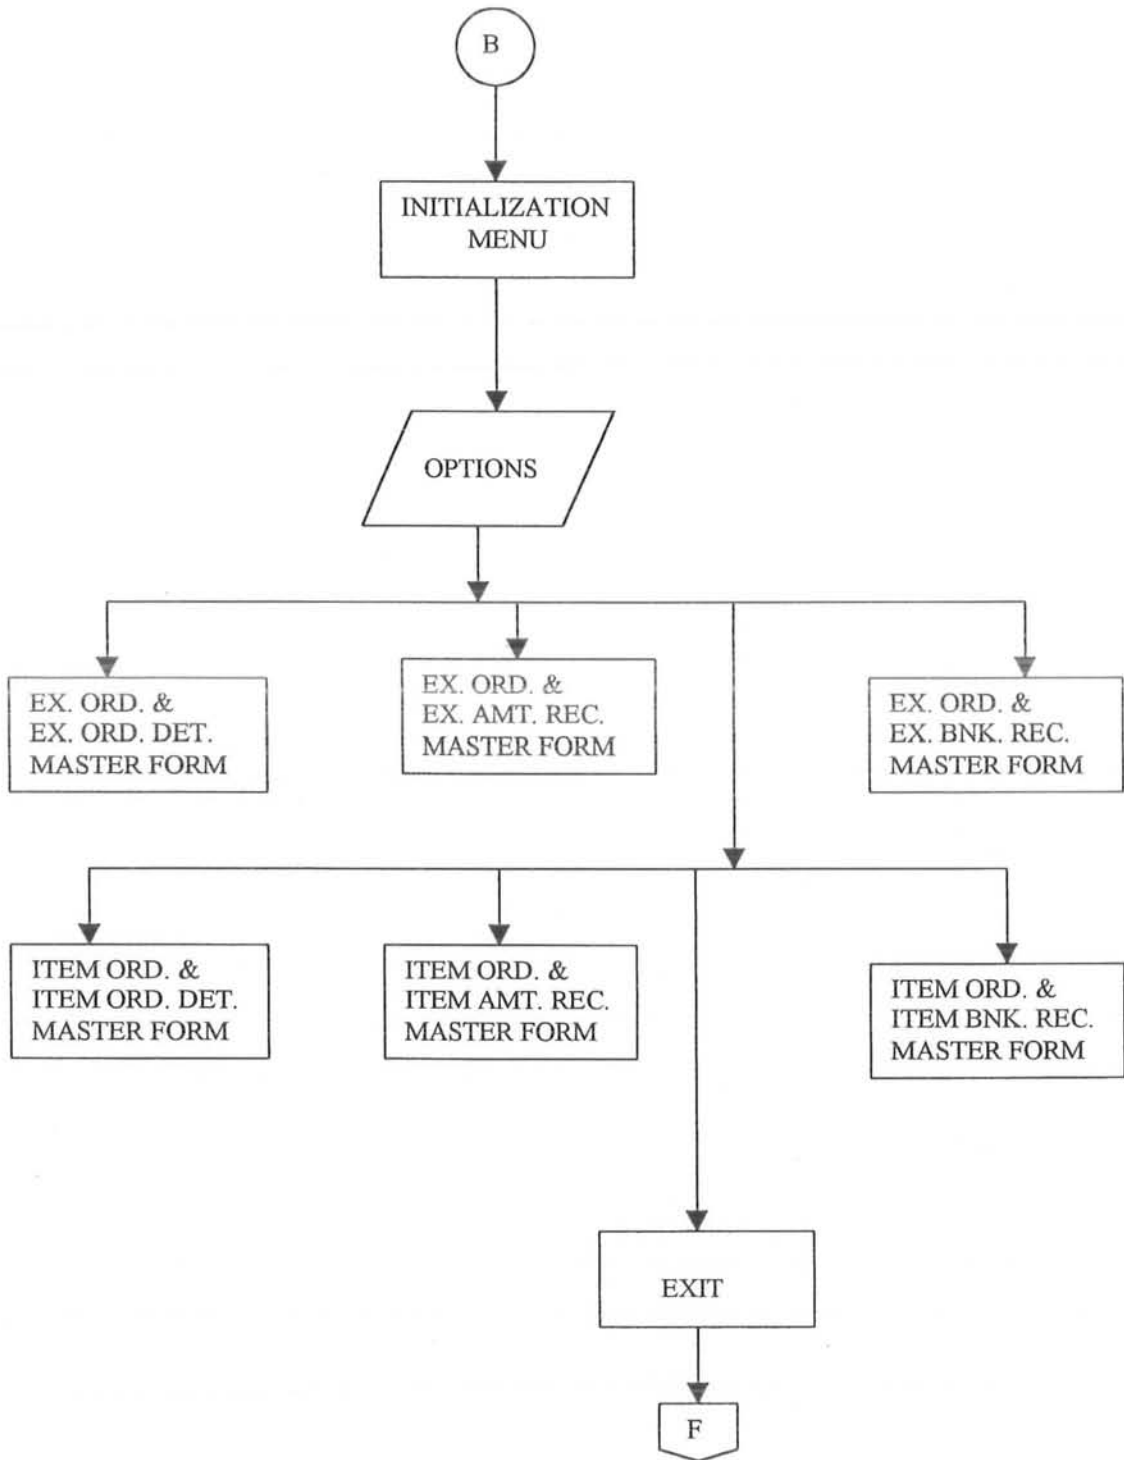 B
INITIALIZATION
MENU
OPTIONS
EX. ORD. &
EX. ORD. DET.
MASTER FORM
EX. ORD. &
EX. AMT. REC.
MASTER FORM
EX. ORD. &
EX. BNK. REC.
MASTER FORM
ITEM ORD. &
ITEM ORD. DET.
MASTER FORM
ITEM ORD. &
ITEM AMT. REC.
MASTER FORM
ITEM ORD. &
ITEM BNK. REC.
MASTER FORM
EXIT
F